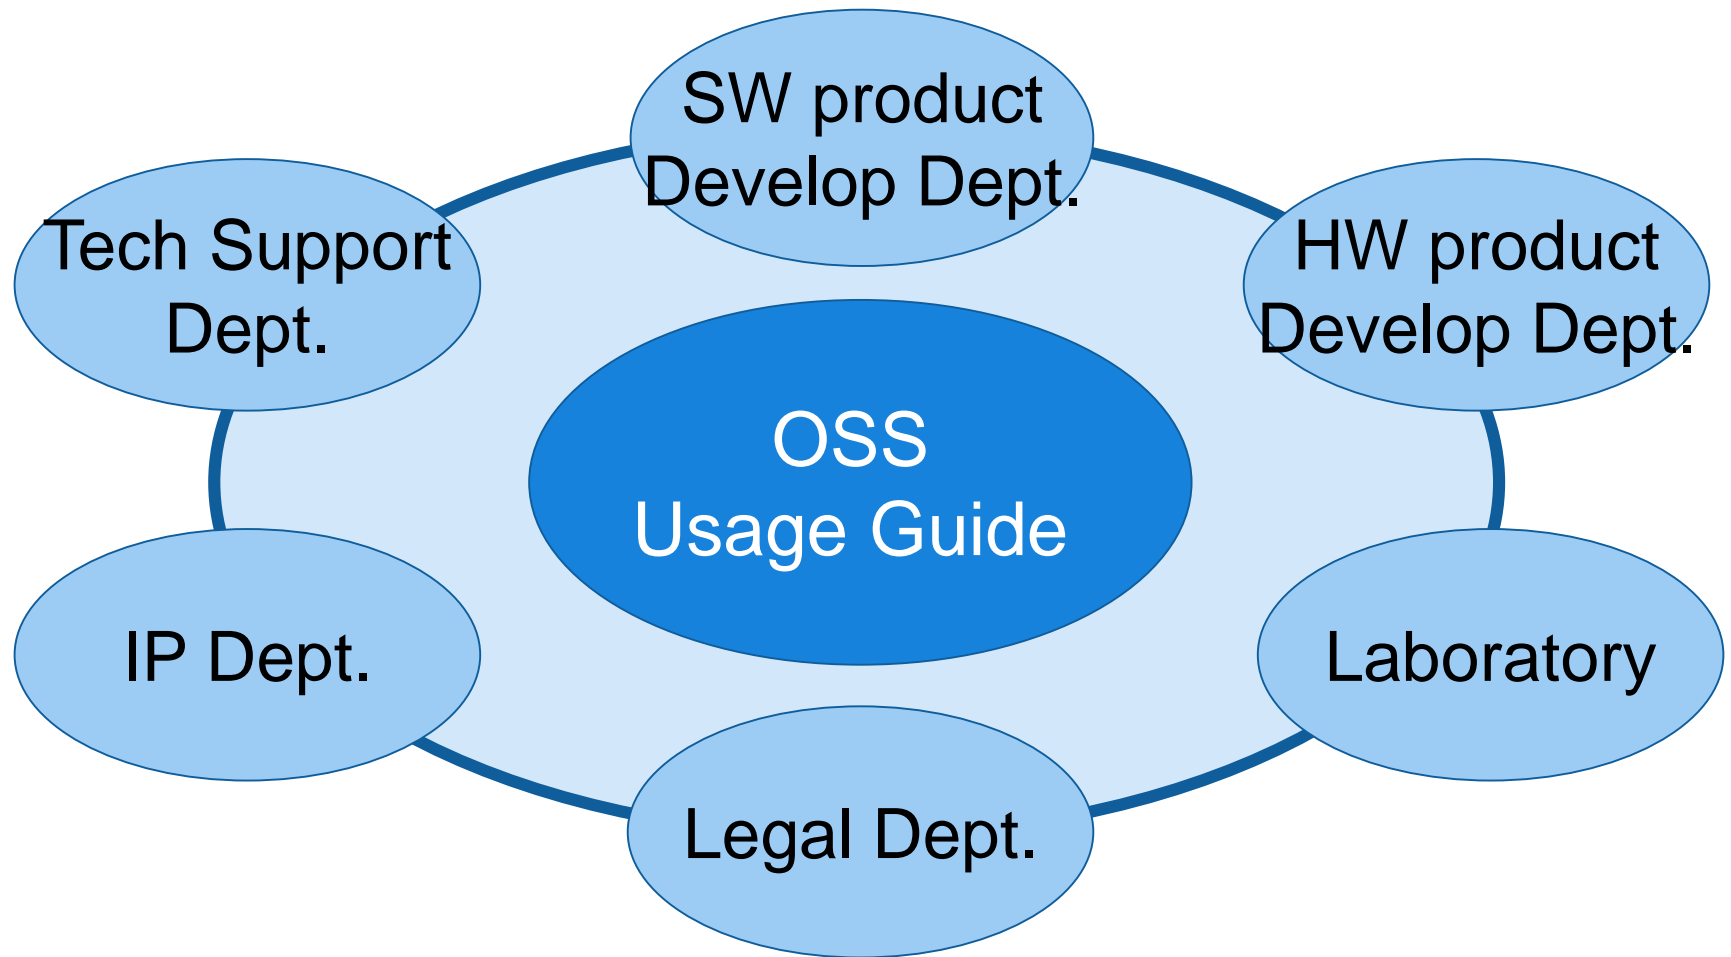 SW product
Develop Dept.
HW product
Develop Dept.
Tech Support
Dept.
OSS
Usage Guide
IP Dept.
Laboratory
Legal Dept.